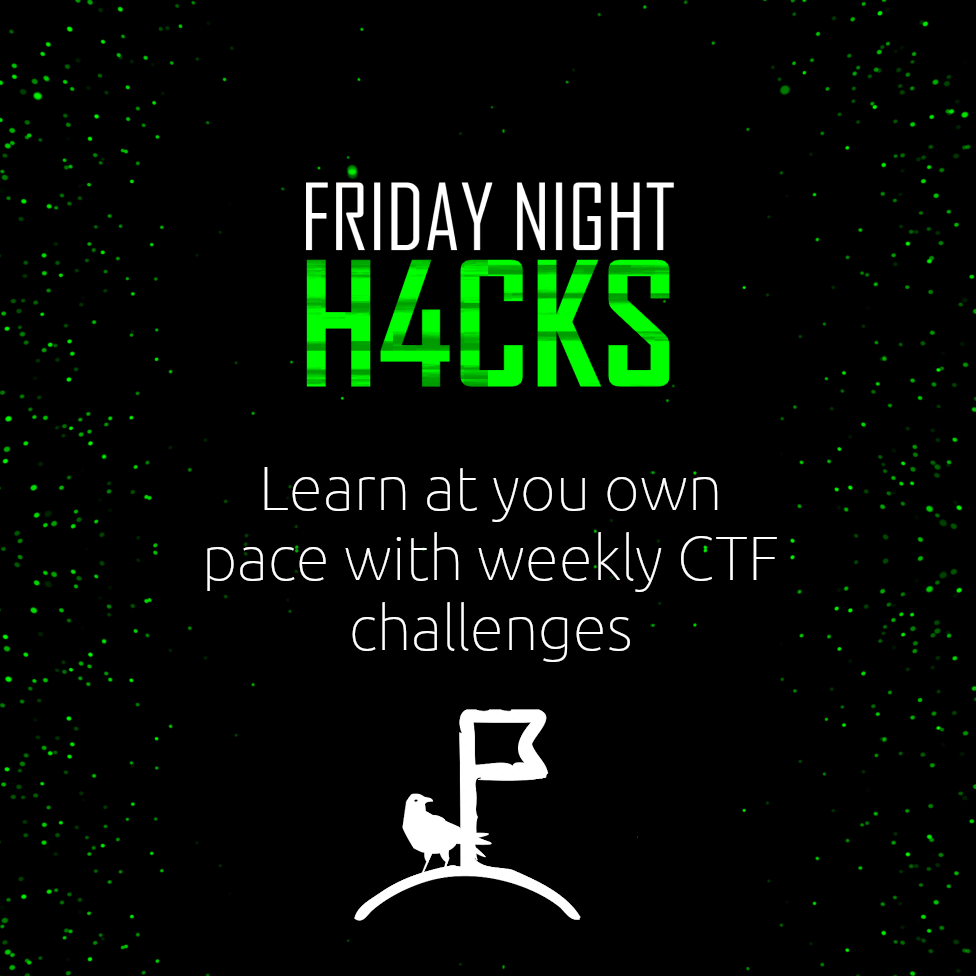 FRIDAY NIGHT
H4CKS
Learn at you own
pace with weekly CTF
challenges